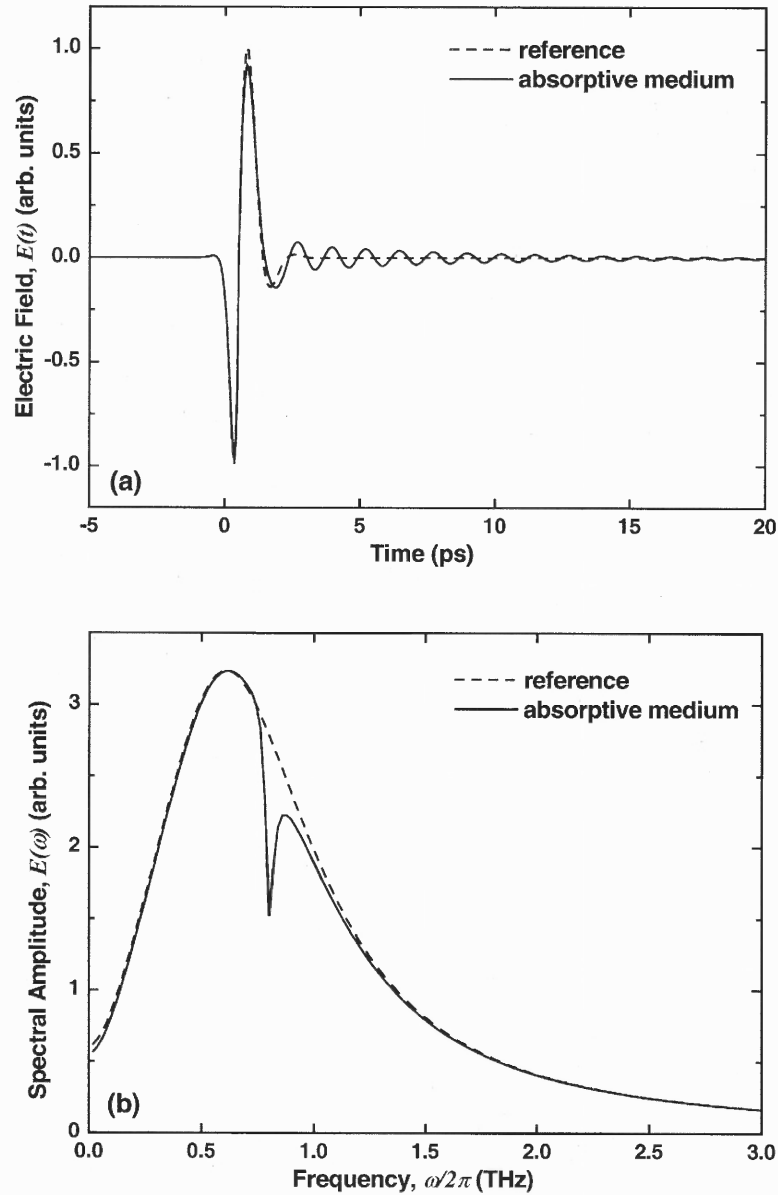 1.0
0.5
0.0
-0.5
-1.0
Electric Field, E(t) (arb. units)
reference
absorptive medium
(a)
-5 0 5 10 15 20
Time (ps)
3
2
1
0
Spectral Amplitude, E(ω) (arb. units)
reference
absorptive medium
(b)
0.0 0.5 1.0 1.5 2.0 2.5 3.0
Frequency, ω/2π (THz)